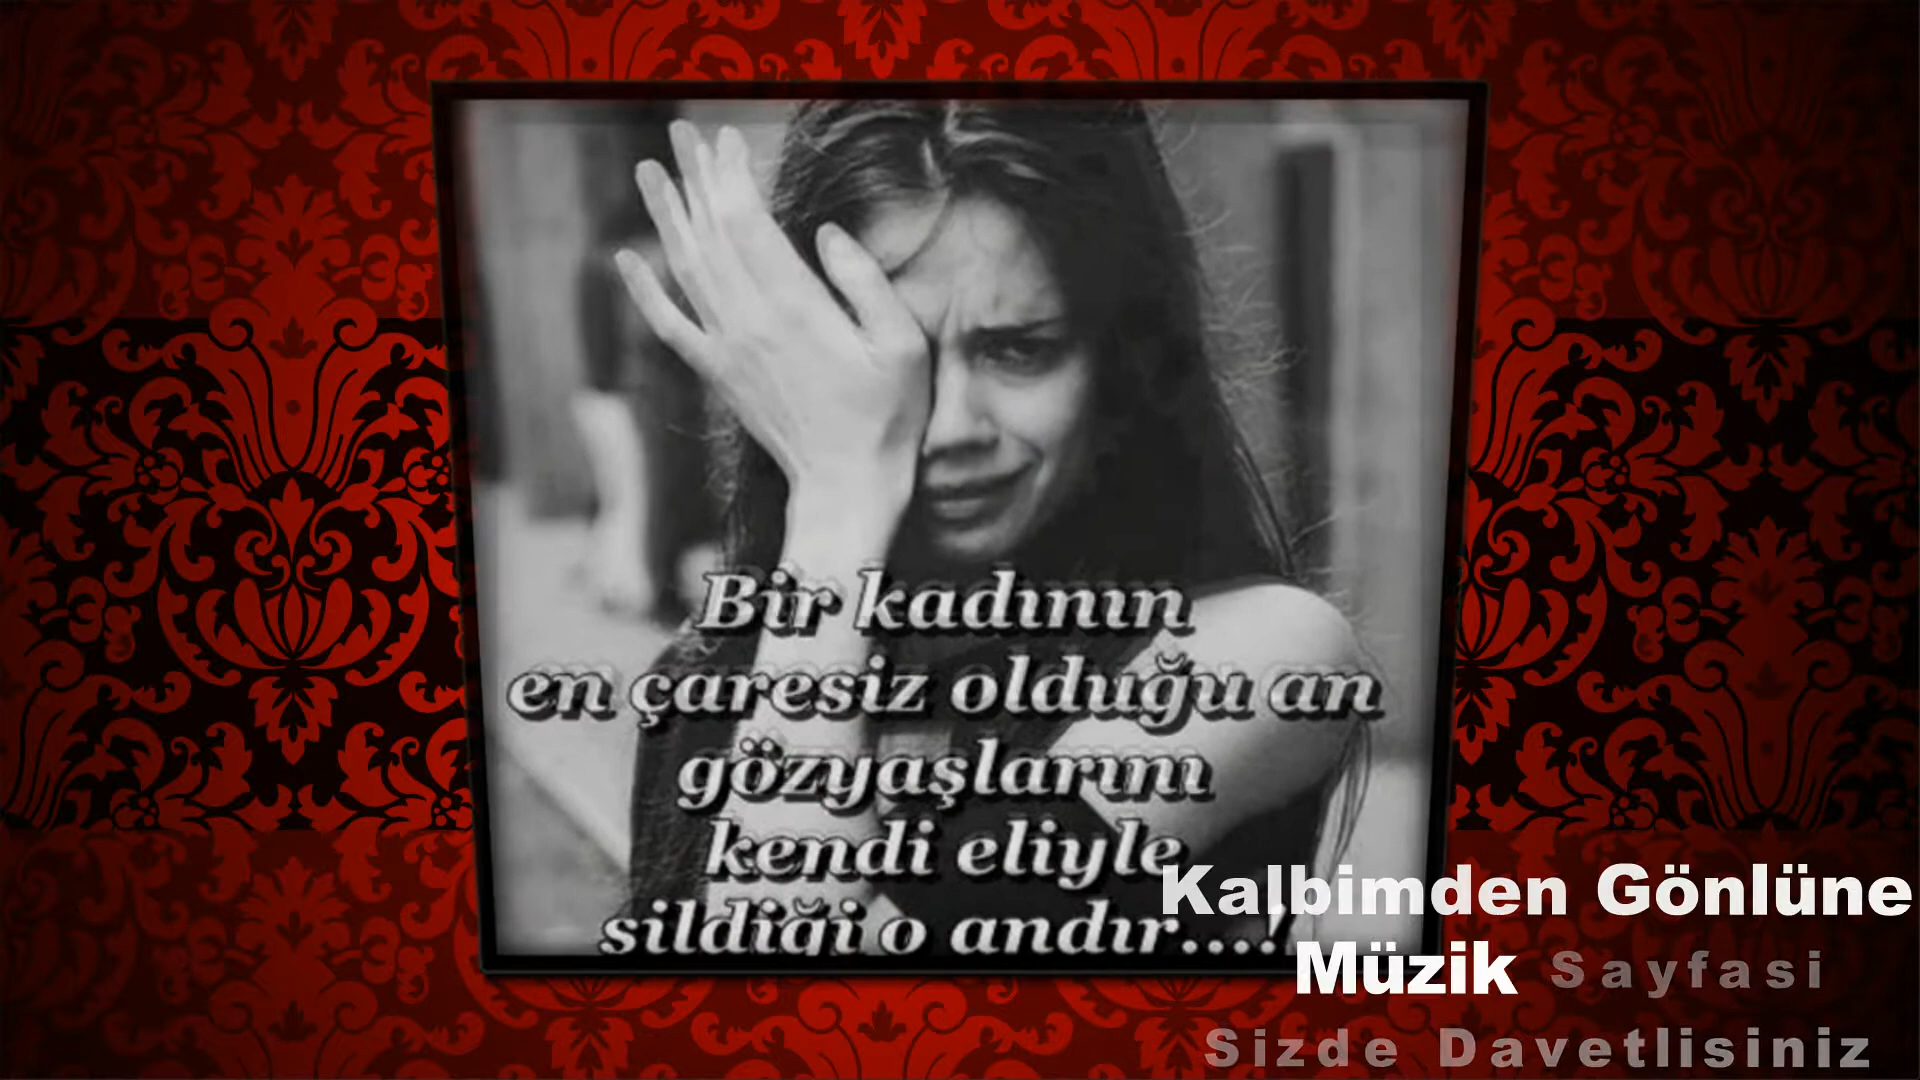 Bir kadının
en çaresiz olduğu an
gözyaşlarını
kendi eliyle
sildiği o andır...!
Kalbimden Gönlüne
Müzik Sayfasi
Sizde Davetlisiniz